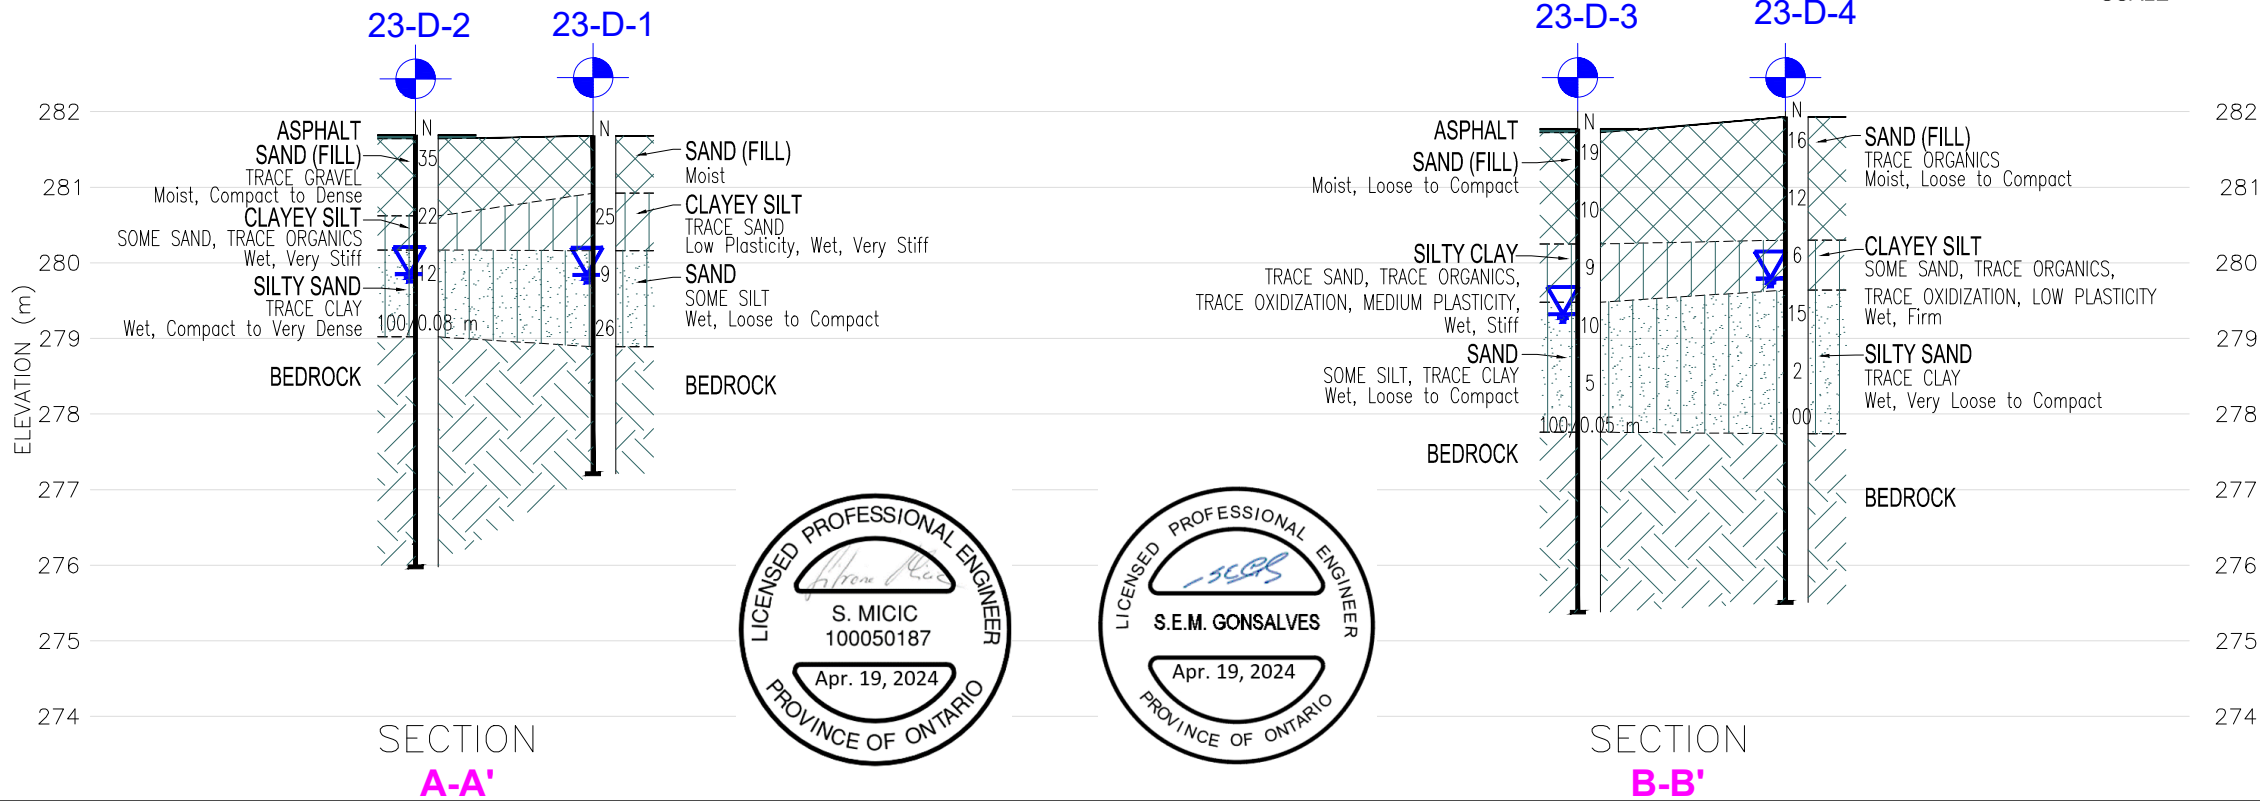 23-D-2
23-D-1
23-D-3
23-D-4
282
281
280
279
278
277
276
275
274
ELEVATION (m)
ASPHALT
SAND (FILL)
TRACE GRAVEL
Moist, Compact to Dense
CLAYEY SILT
SOME SAND, TRACE ORGANICS
Wet, Very Stiff
SILTY SAND
TRACE CLAY
Wet, Compact to Very Dense
BEDROCK
N
35
22
12
100/0.08 m
N
25
9
26
SAND (FILL)
Moist
CLAYEY SILT
TRACE SAND
Low Plasticity, Wet, Very Stiff
SAND
SOME SILT
Wet, Loose to Compact
BEDROCK
SECTION
A-A'
LICENSED PROFESSIONAL ENGINEER
S. MICIC
100050187
Apr. 19, 2024
PROVINCE OF ONTARIO
LICENSED PROFESSIONAL ENGINEER
S.E.M. GONSALVES
Apr. 19, 2024
PROVINCE OF ONTARIO
ASPHALT
SAND (FILL)
Moist, Loose to Compact
SILTY CLAY
TRACE SAND, TRACE ORGANICS,
TRACE OXIDIZATION, MEDIUM PLASTICITY,
Wet, Stiff
SAND
SOME SILT, TRACE CLAY
Wet, Loose to Compact
BEDROCK
N
19
10
9
10
5
100/0.05 m
N
16
12
6
15
2
00
SAND (FILL)
TRACE ORGANICS
Moist, Loose to Compact
CLAYEY SILT
SOME SAND, TRACE ORGANICS,
TRACE OXIDIZATION, LOW PLASTICITY
Wet, Firm
SILTY SAND
TRACE CLAY
Wet, Very Loose to Compact
BEDROCK
282
281
280
279
278
277
276
275
274
SECTION
B-B'